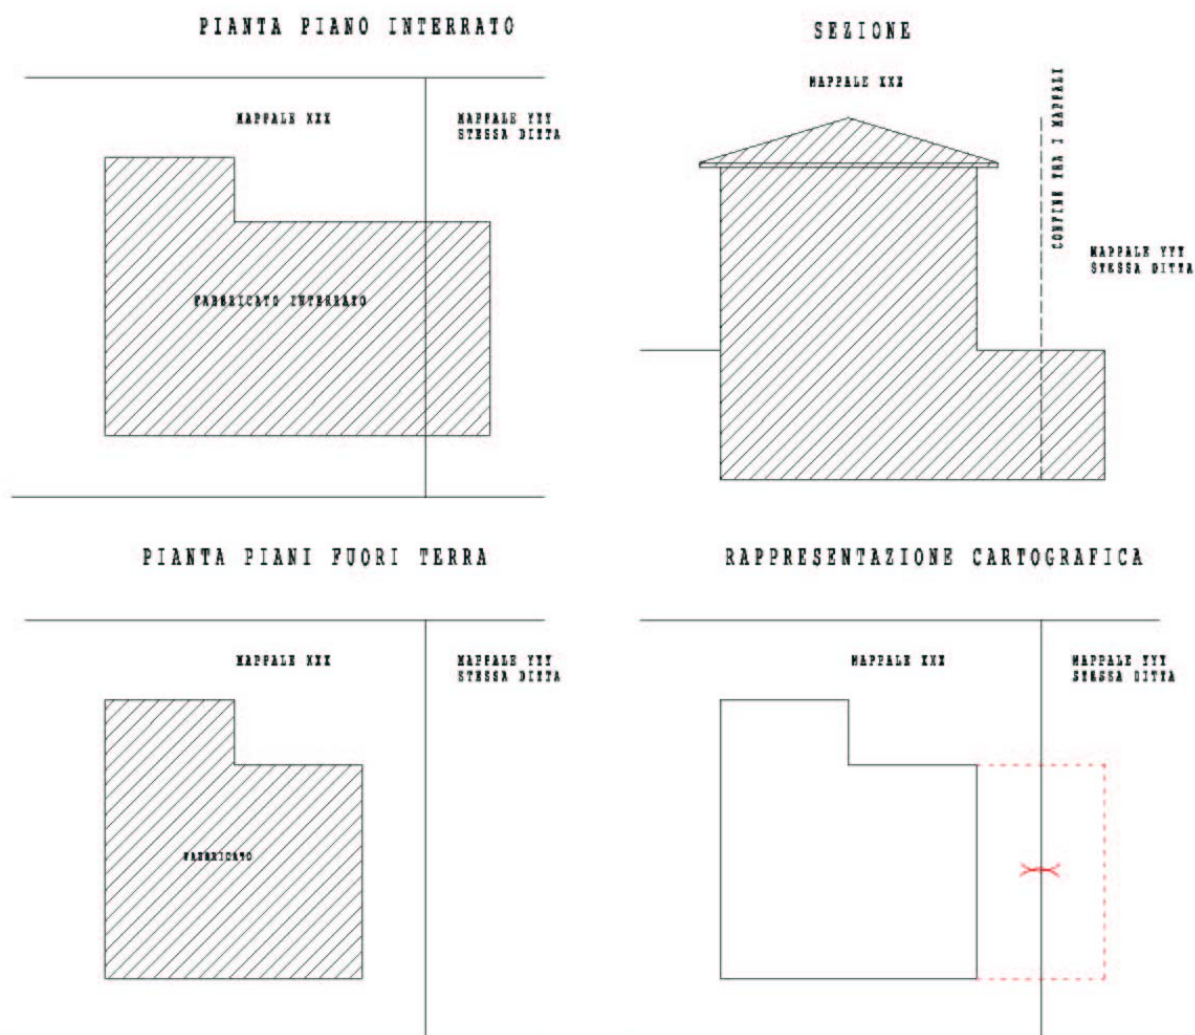 PIANTA PIANO INTERRATO
MAPPALE XXX
MAPPALE YYY
STESSA DITTA
FABBRICATO INTERRATO
SEZIONE
MAPPALE XXX
CONFINE TRA I MAPPALI
MAPPALE YYY
STESSA DITTA
PIANTA PIANI FUORI TERRA
MAPPALE XXX
MAPPALE YYY
STESSA DITTA
FABBRICATO
RAPPRESENTAZIONE CARTOGRAFICA
MAPPALE XXX
MAPPALE YYY
STESSA DITTA